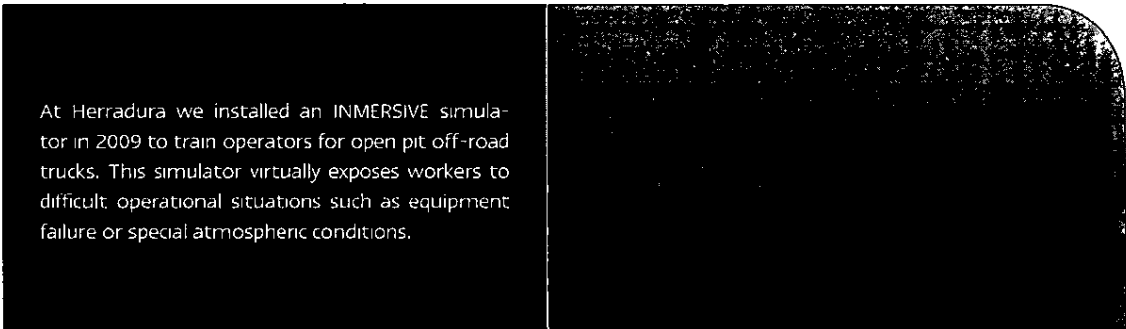 At Herradura we installed an INMERSIVE simula-
tor in 2009 to train operators for open pit off-road
trucks. This simulator virtually exposes workers to
difficult operational situations such as equipment
failure or special atmospheric conditions.